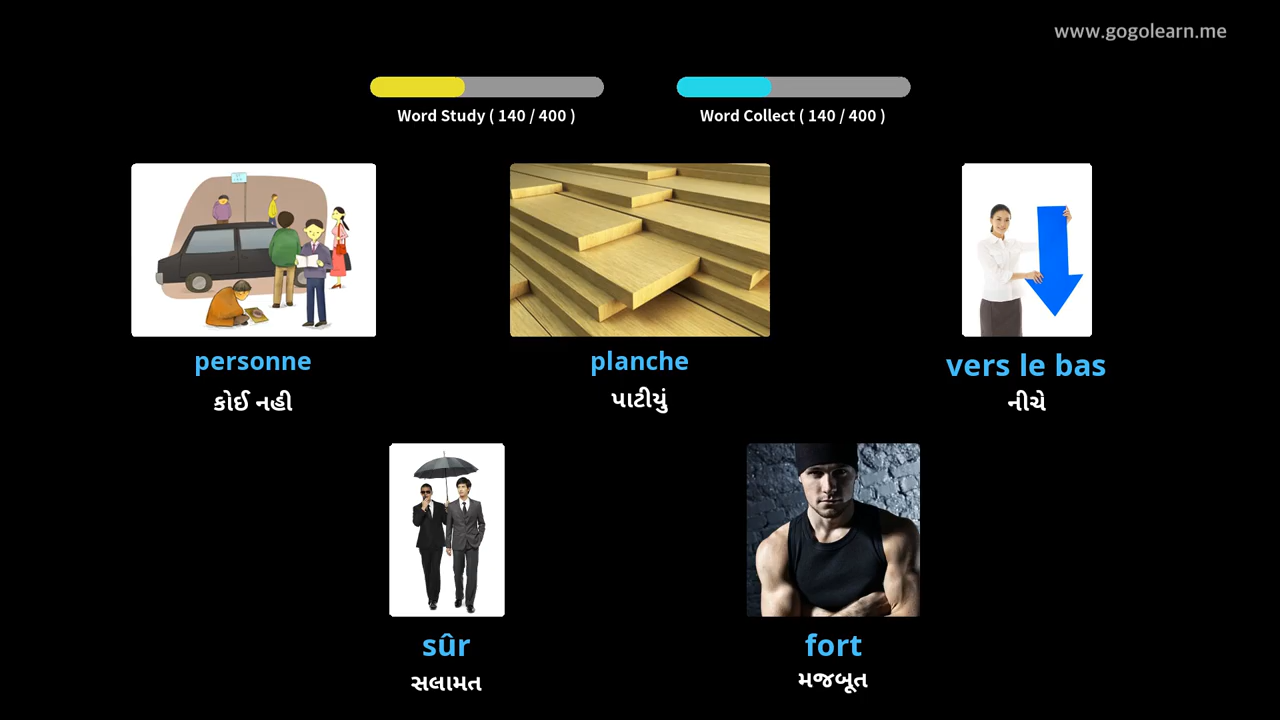 www.gogolearn.me
Word Study ( 140 / 400 )
Word Collect ( 140 / 400 )
personne
કોઈ નહી
planche
પાટીયું
vers le bas
નીચે
sûr
સલામત
fort
મજબૂત